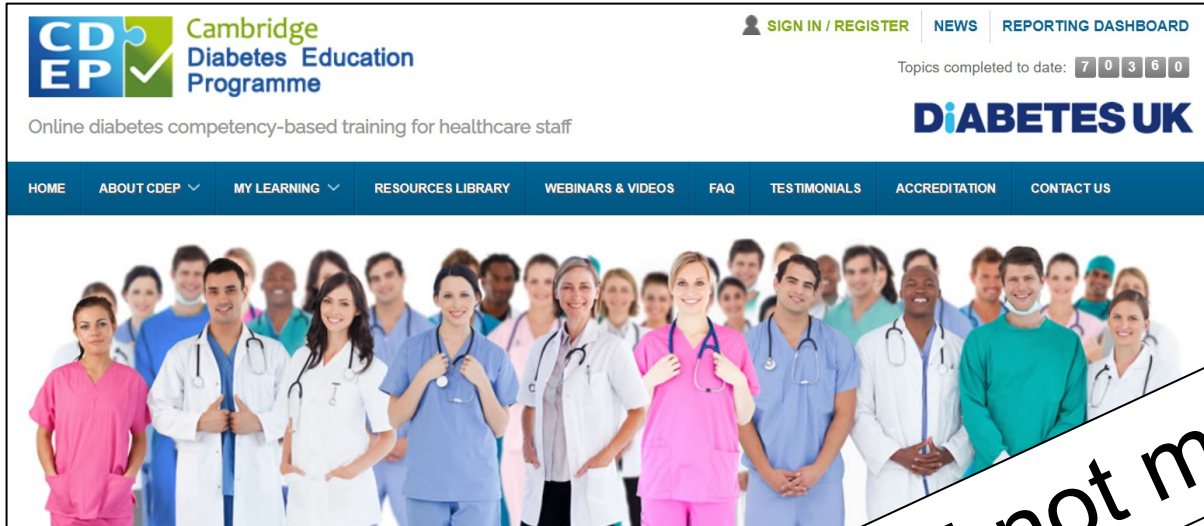 CD
EP
Cambridge
Diabetes Education
Programme
SIGN IN / REGISTER NEWS REPORTING DASHBOARD
Topics completed to date: 7 0 3 6 0
Online diabetes competency-based training for healthcare staff
DiABETES UK
HOME ABOUT CDEP MY LEARNING RESOURCES LIBRARY WEBINARS & VIDEOS FAQ TESTIMONIALS ACCREDITATION CONTACT US
not m